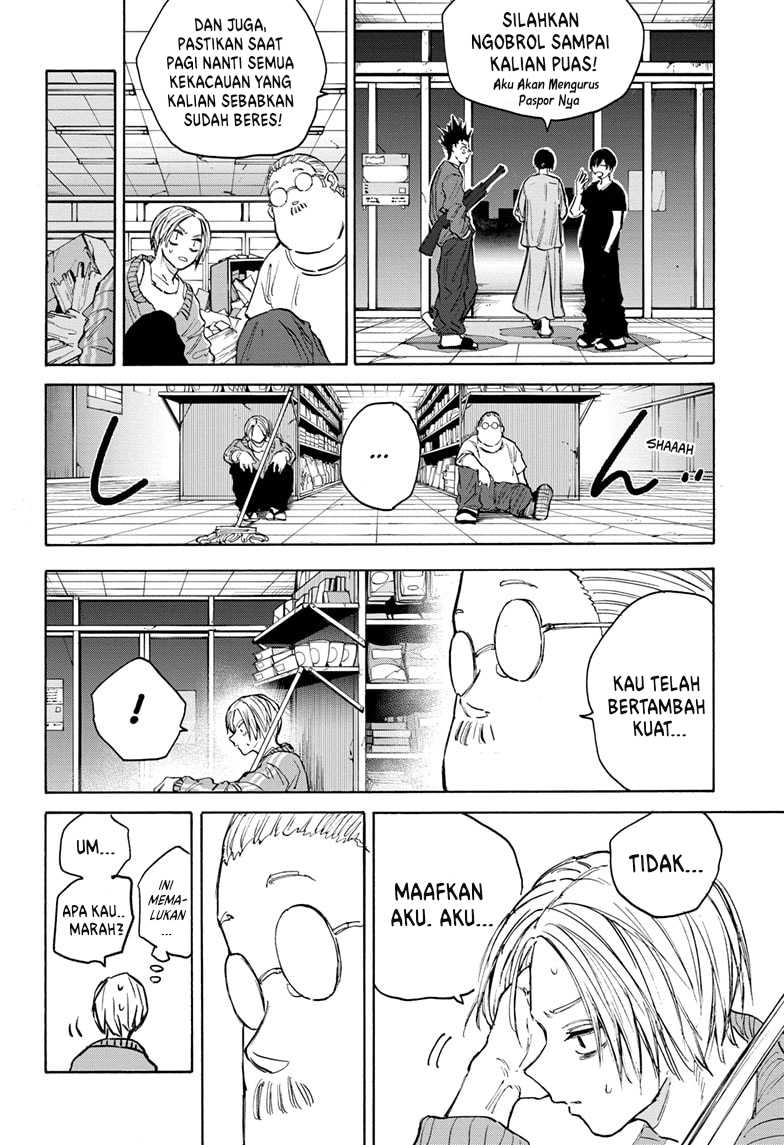 SILAHKAN
NGOBROL SAMPAI
KALIAN PUAS!
Aku Akan Mengurus
Paspor Nya
DAN JUGA,
PASTIKAN SAAT
PAGI NANTI SEMUA
KEKACAUAN YANG
KALIAN SEBABKAN
SUDAH BERES!
ん
SHAAAH
...
し
KAU TELAH
BERTAMBAH
KUAT...
!
TIDAK...
MAAFKAN
AKU. AKU...
INI
MEMA-
LUKAN
...
UM...
APA KAU..
MARAH?